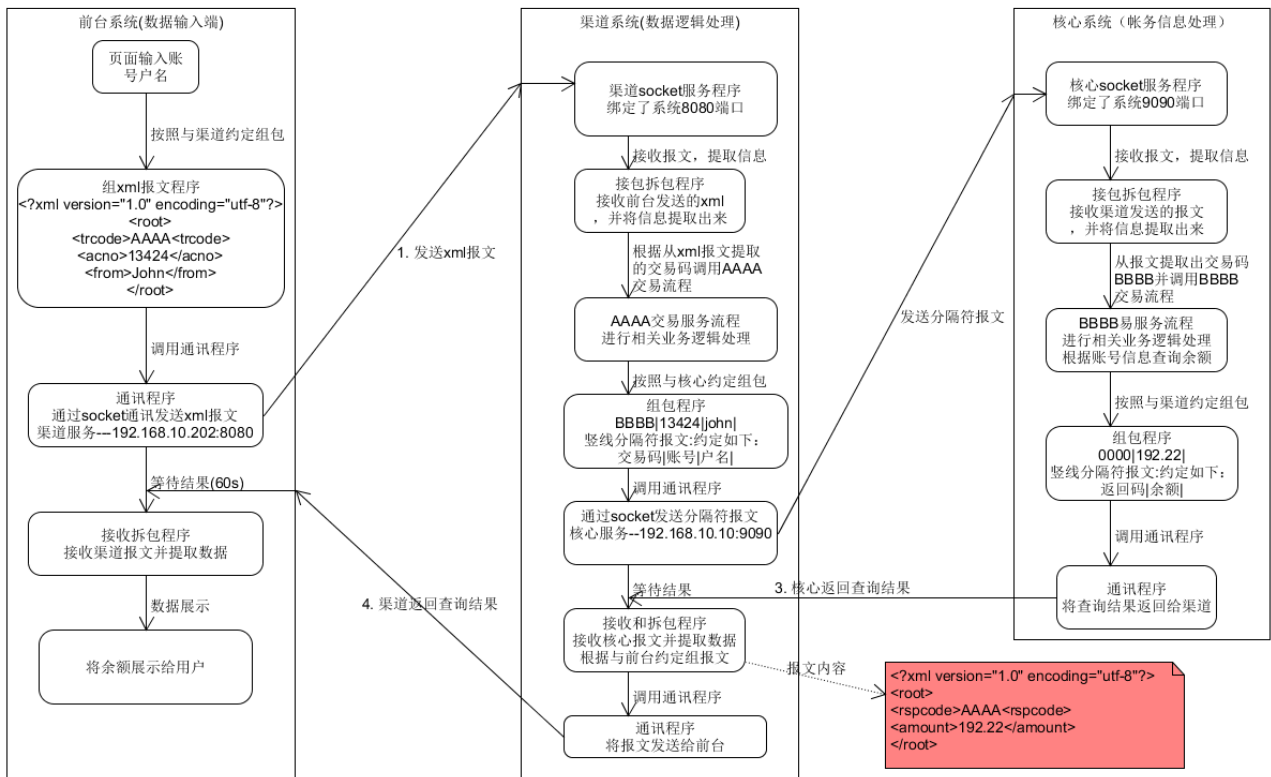 前台系统(数据输入端)
页面输入账
号户名
按照与渠道约定组包
组xml报文程序
<?xml version="1.0" encoding="utf-8"?>
<root>
<trcode>AAAA<trcode>
<acno>13424</acno>
<from>John</from>
</root>
调用通讯程序
通讯程序
通过socket通讯发送xml报文
渠道服务---192.168.10.202:8080
等待结果(60s)
接收拆包程序
接收渠道报文并提取数据
数据展示
将余额展示给用户
1. 发送xml报文
4. 渠道返回查询结果
渠道系统(数据逻辑处理)
渠道socket服务程序
绑定了系统8080端口
接收报文，提取信息
接包拆包程序
接收前台发送的xml
，并将信息提取出来
根据从xml报文提取
的交易码调用AAAA
交易流程
AAAA交易服务流程
进行相关业务逻辑处理
按照与核心约定组包
组包程序
BBBB|13424|john|
竖线分隔符报文:约定如下：
交易码|账号|户名|
调用通讯程序
通过socket发送分隔符报文
核心服务--192.168.10.10:9090
等待结果
接收和拆包程序
接收核心报文并提取数据
根据与前台约定组报文
调用通讯程序
通讯程序
将报文发送给前台
发送分隔符报文
3. 核心返回查询结果
报文内容
<?xml version="1.0" encoding="utf-8"?>
<root>
<rspcode>AAAA<rspcode>
<amount>192.22</amount>
</root>
核心系统（帐务信息处理）
核心socket服务程序
绑定了系统9090端口
接收报文，提取信息
接包拆包程序
接收渠道发送的报文
，并将信息提取出来
从报文提取出交易码
BBBB并调用BBBB
交易流程
BBBB易服务流程
进行相关业务逻辑处理
根据账号信息查询余额
按照与渠道约定组包
组包程序
0000|192.22|
竖线分隔符报文:约定如下：
返回码|余额|
调用通讯程序
通讯程序
将查询结果返回给渠道